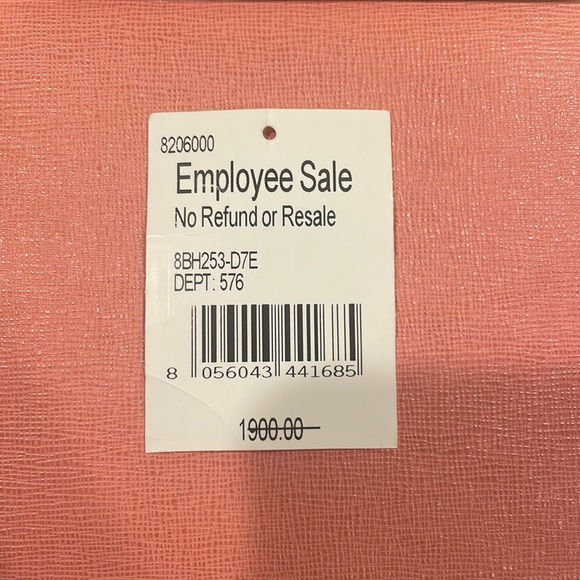 8206000
Employee Sale
No Refund or Resale
8BH253-D7E
DEPT: 576
8 056043 441685
1900.00